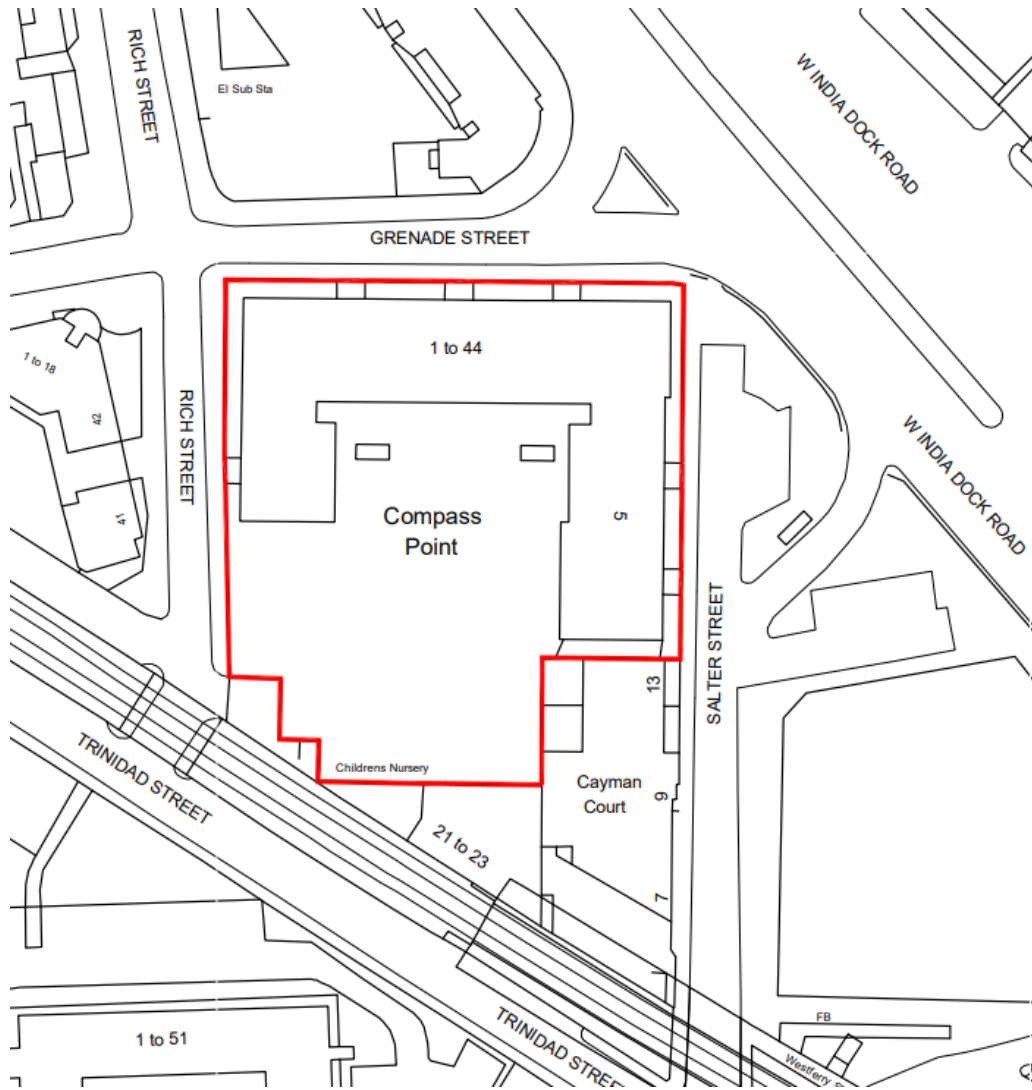 RICH STREET
El Sub Sta
W INDIA DOCK ROAD
GRENADE STREET
1 to 18
42
1 to 44
RICH STREET
W INDIA DOCK ROAD
41
Compass
Point
5
SALTER STREET
13
TRINIDAD STREET
Childrens Nursery
Cayman
Court
9
21 to 23
7
1
TRINIDAD STREET
FB
1 to 51
Westferry